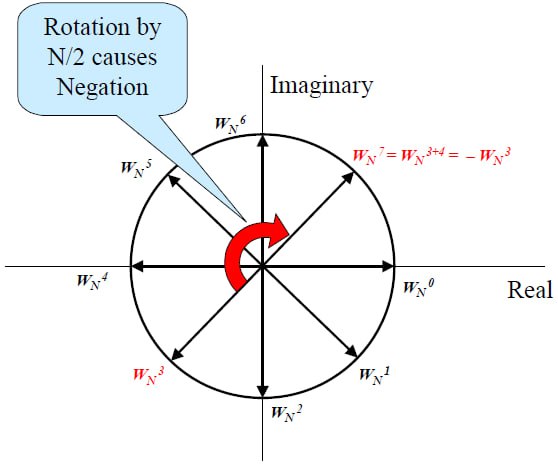 Rotation by
N/2 causes
Negation
Imaginary
W_N^6
W_N^7 = W_N^{3+4} = – W_N^3
W_N^5
W_N^4
W_N^0
Real
W_N^3
W_N^1
W_N^2